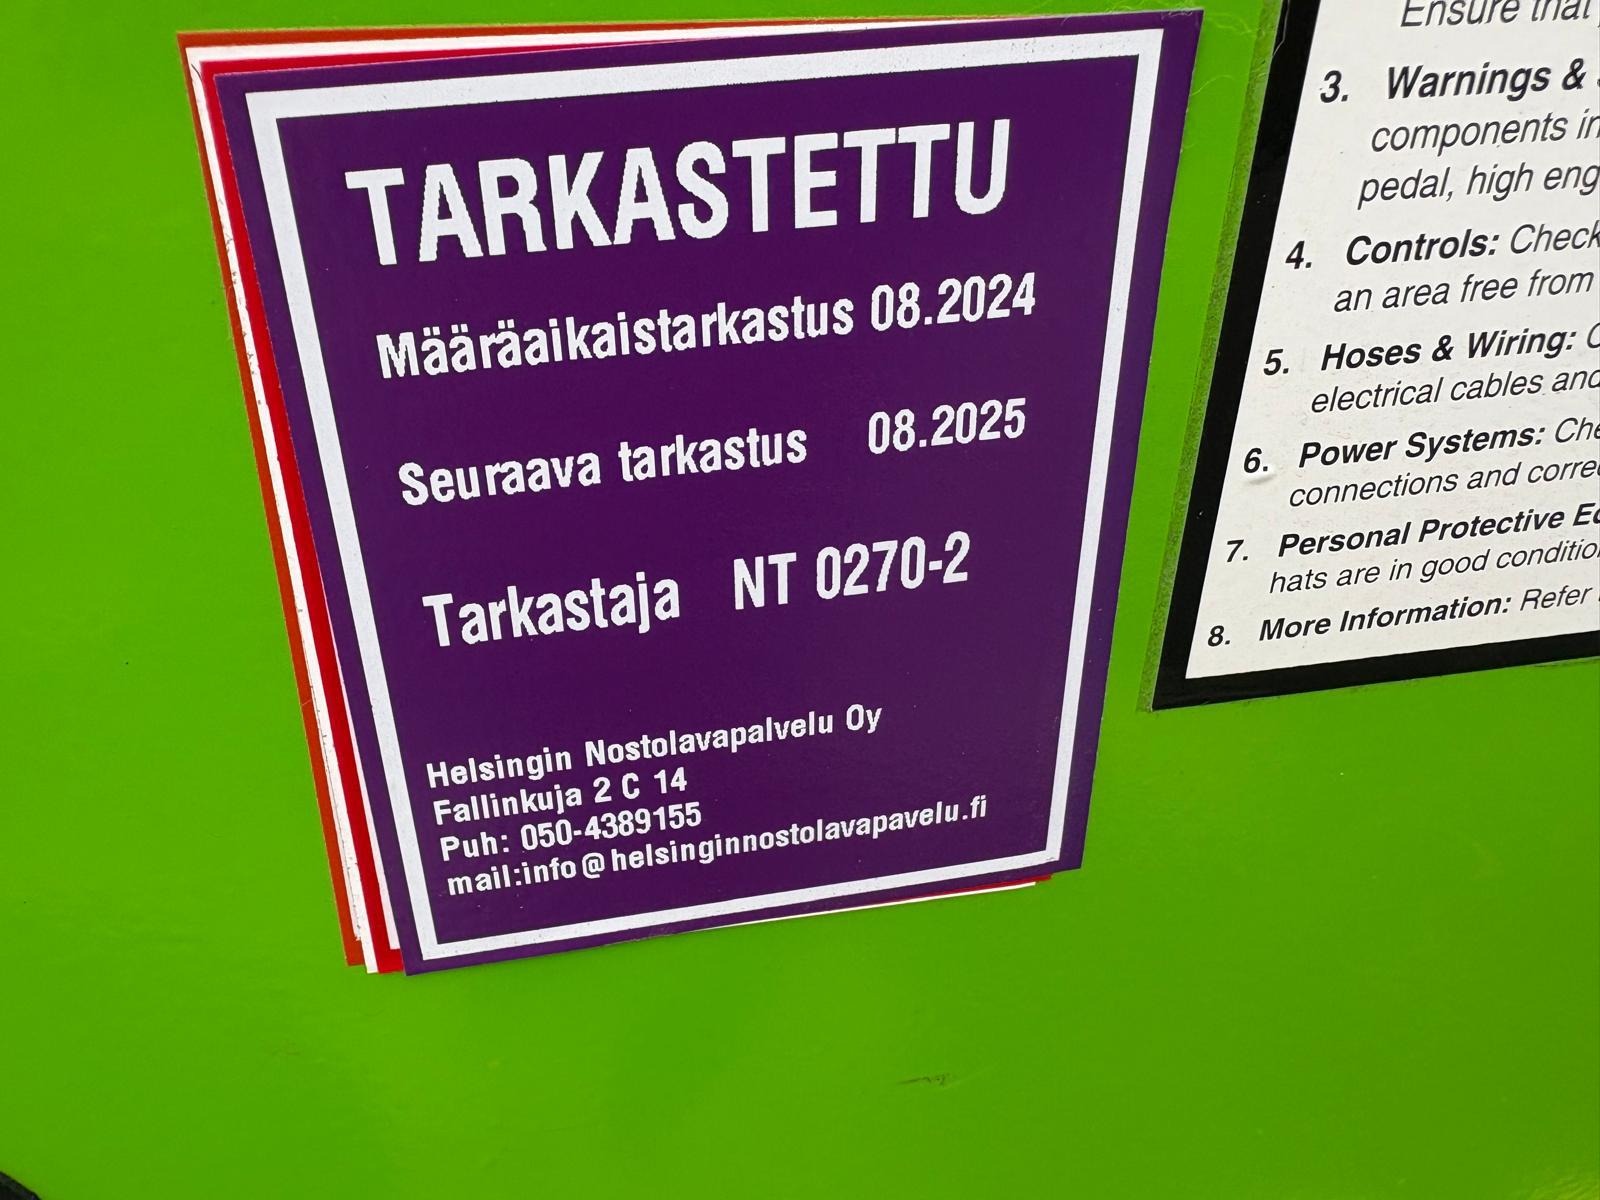 TARKASTETTU
Määräaikaistarkastus 08.2024
Seuraava tarkastus 08.2025
Tarkastaja NT 0270-2
Helsingin Nostolavapalvelu Oy
Fallinkuja 2 C 14
Puh: 050-4389155
mail:info@helsinginnostolavapavelu.fi
Ensure that
3. Warnings &
components in
pedal, high eng
4. Controls: Check
an area free from
5. Hoses & Wiring:
electrical cables and
6. Power Systems: Che
connections and corre
7. Personal Protective E
hats are in good conditio
8. More Information: Refer